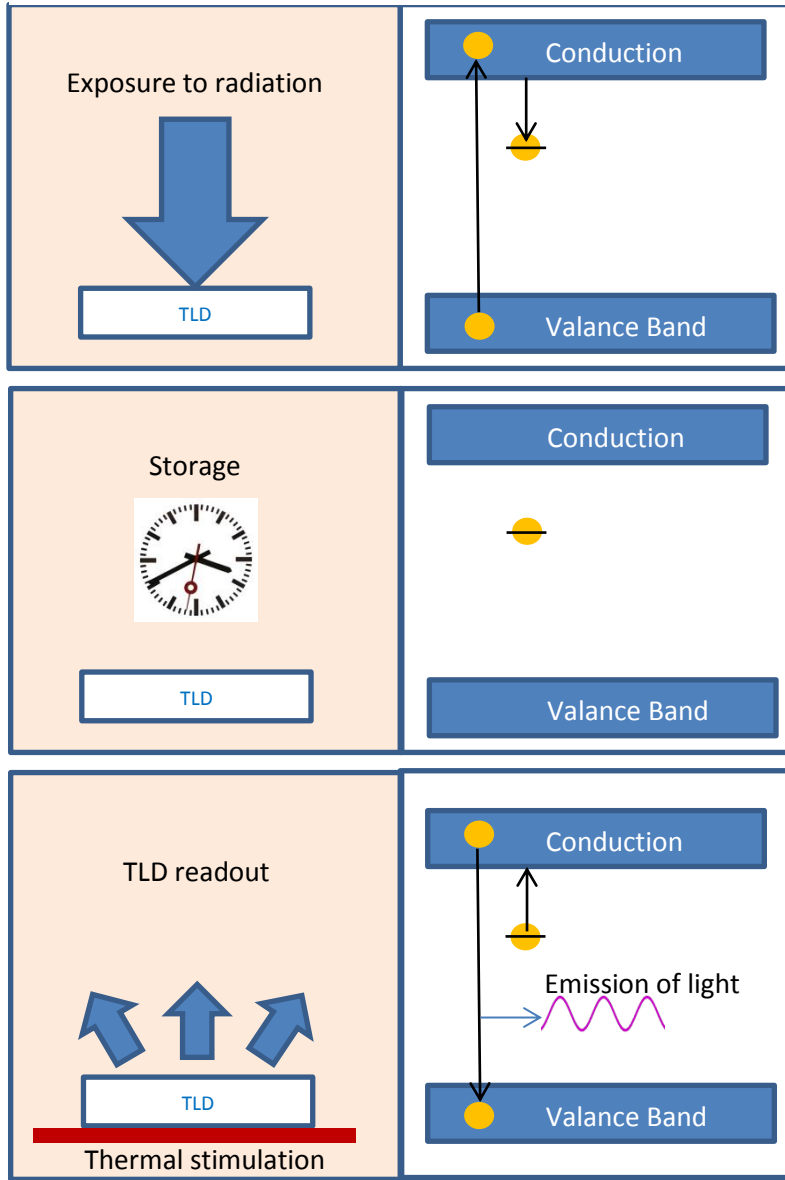 Exposure to radiation
TLD
Conduction
Valance Band
Storage
TLD
Conduction
Valance Band
TLD readout
TLD
Thermal stimulation
Conduction
Emission of light
Valance Band